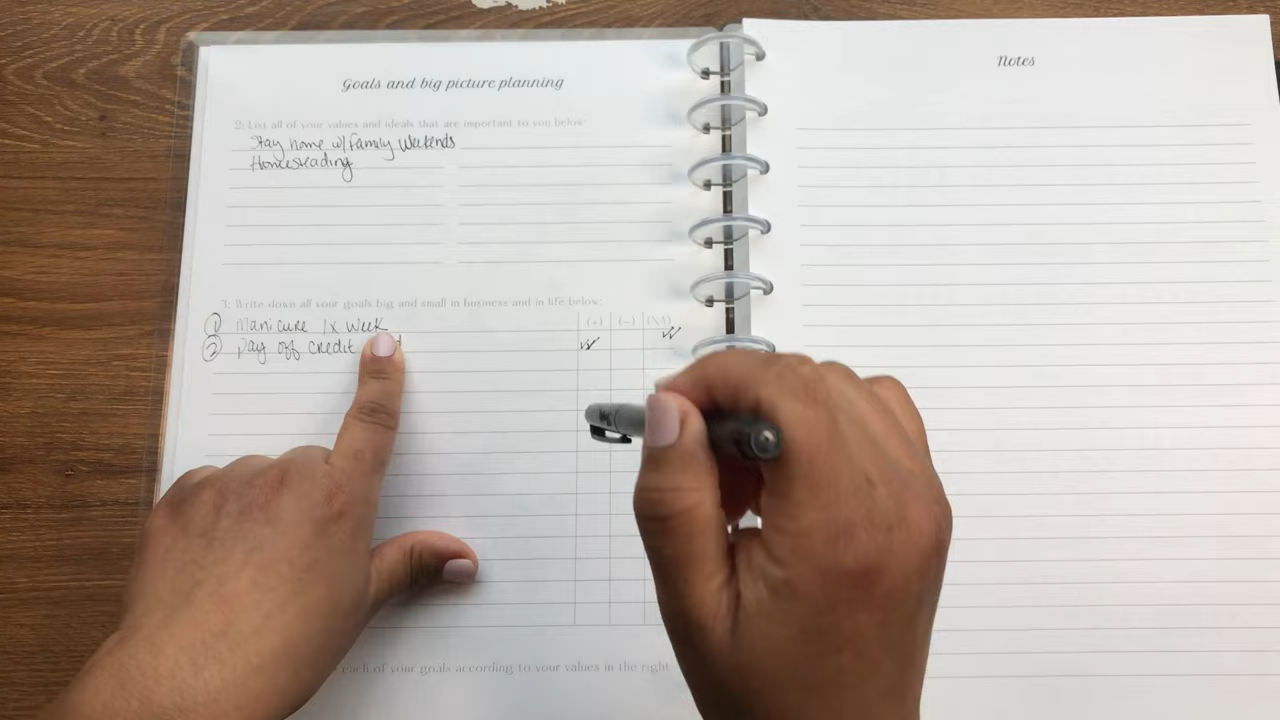 Goals and big picture planning
2: List all of your values and ideals that are important to you below:
Stay home w/family weekends
Homesteading
3: Write down all your goals big and small in business and in life below:
(+) (-)
① Manicure 1x week
② Pay off credit
each of your goals according to your values in the right
Notes